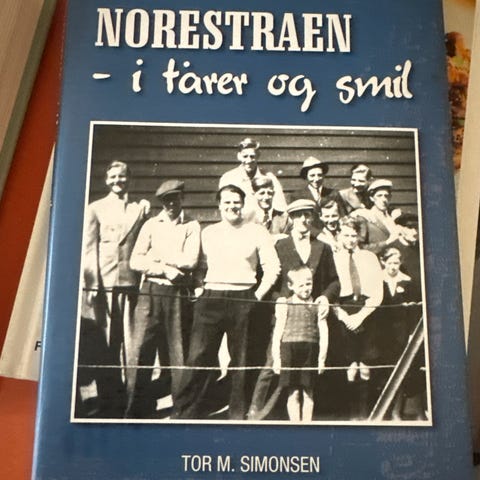 NORESTRAEN
- i tårer og smil
TOR M. SIMONSEN